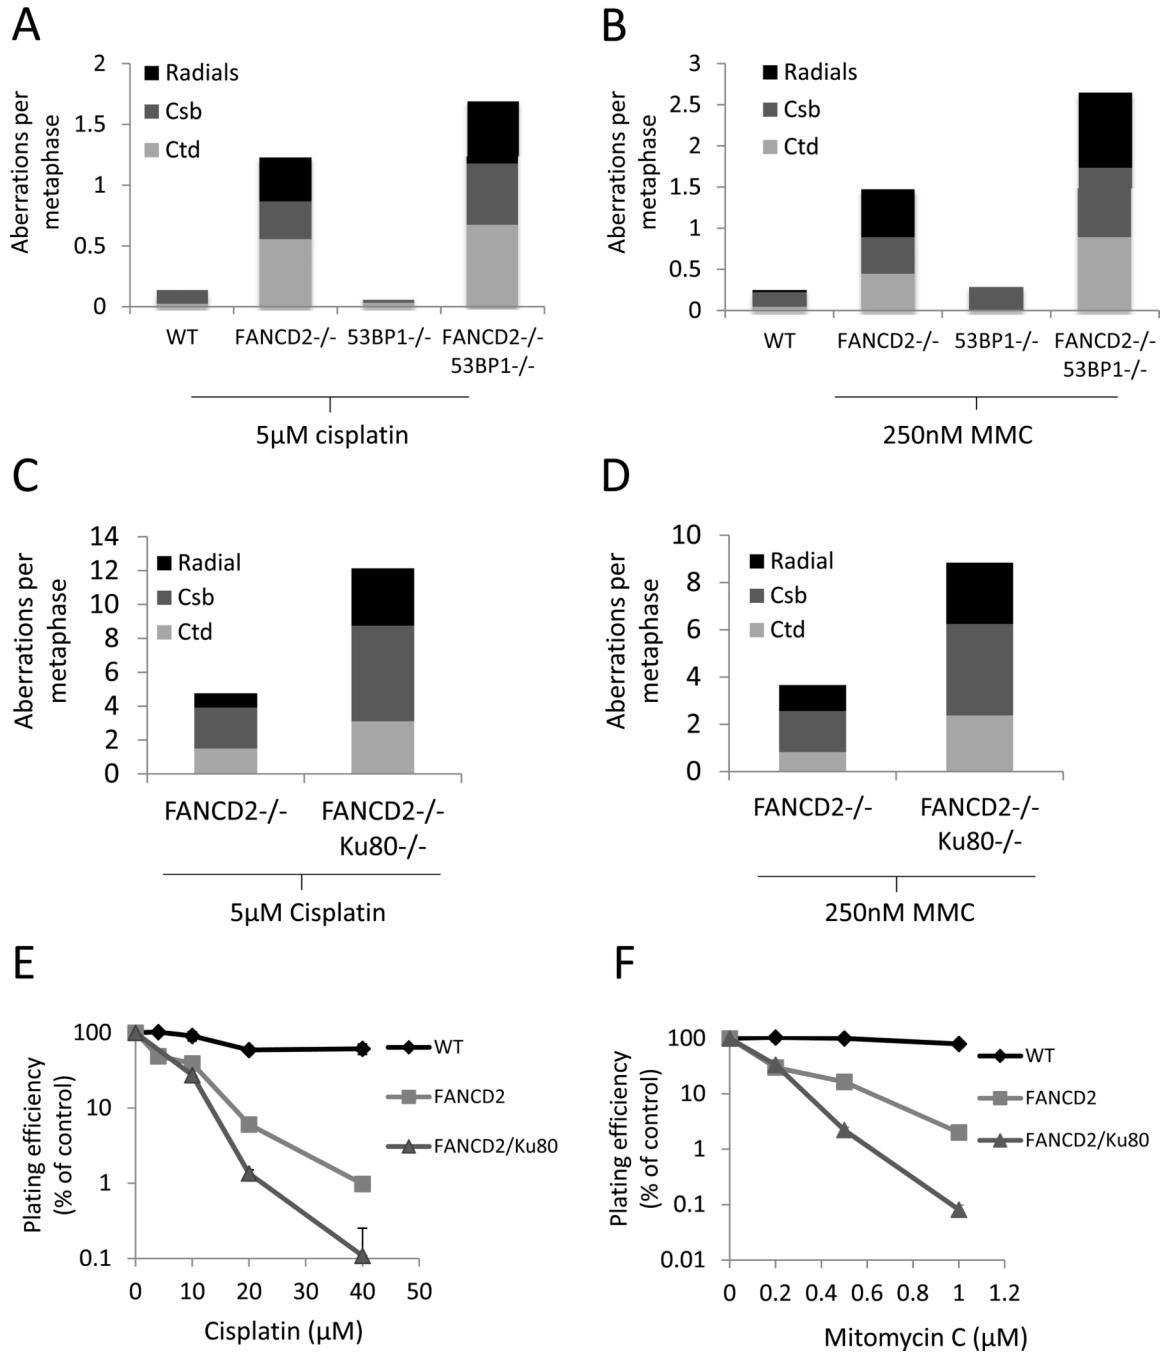 A
Aberrations per
metaphase
2
1.5
1
0.5
0
Radials
Csb
Ctd
WT
FANCD2-/-
53BP1-/-
FANCD2-/-
53BP1-/-
5µM cisplatin
B
Aberrations per
metaphase
3
2.5
2
1.5
1
0.5
0
Radials
Csb
Ctd
WT
FANCD2-/-
53BP1-/-
FANCD2-/-
53BP1-/-
250nM MMC
C
Aberrations per
metaphase
14
12
10
8
6
4
2
0
Radial
Csb
Ctd
FANCD2-/-
FANCD2-/-
Ku80-/-
5µM Cisplatin
D
Aberrations per
metaphase
10
8
6
4
2
0
Radial
Csb
Ctd
FANCD2-/-
FANCD2-/-
Ku80-/-
250nM MMC
E
Plating efficiency
(% of control)
100
10
1
0.1
0 10 20 30 40 50
Cisplatin (µM)
WT
FANCD2
FANCD2/Ku80
F
Plating efficiency
(% of control)
100
10
1
0.1
0.01
0 0.2 0.4 0.6 0.8 1 1.2
Mitomycin C (µM)
WT
FANCD2
FANCD2/Ku80